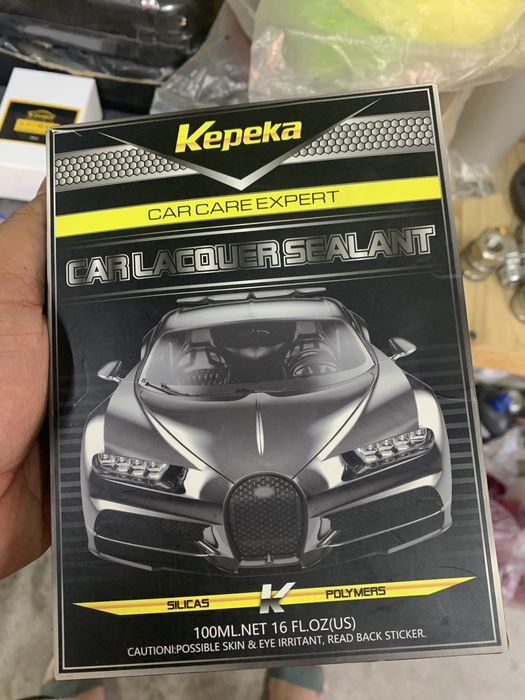 Kepeka
CAR CARE EXPERT
CAR LACQUER SEALANT
SILICAS K POLYMERS
100ML.NET 16 FL.OZ(US)
CAUTION:POSSIBLE SKIN & EYE IRRITANT, READ BACK STICKER.